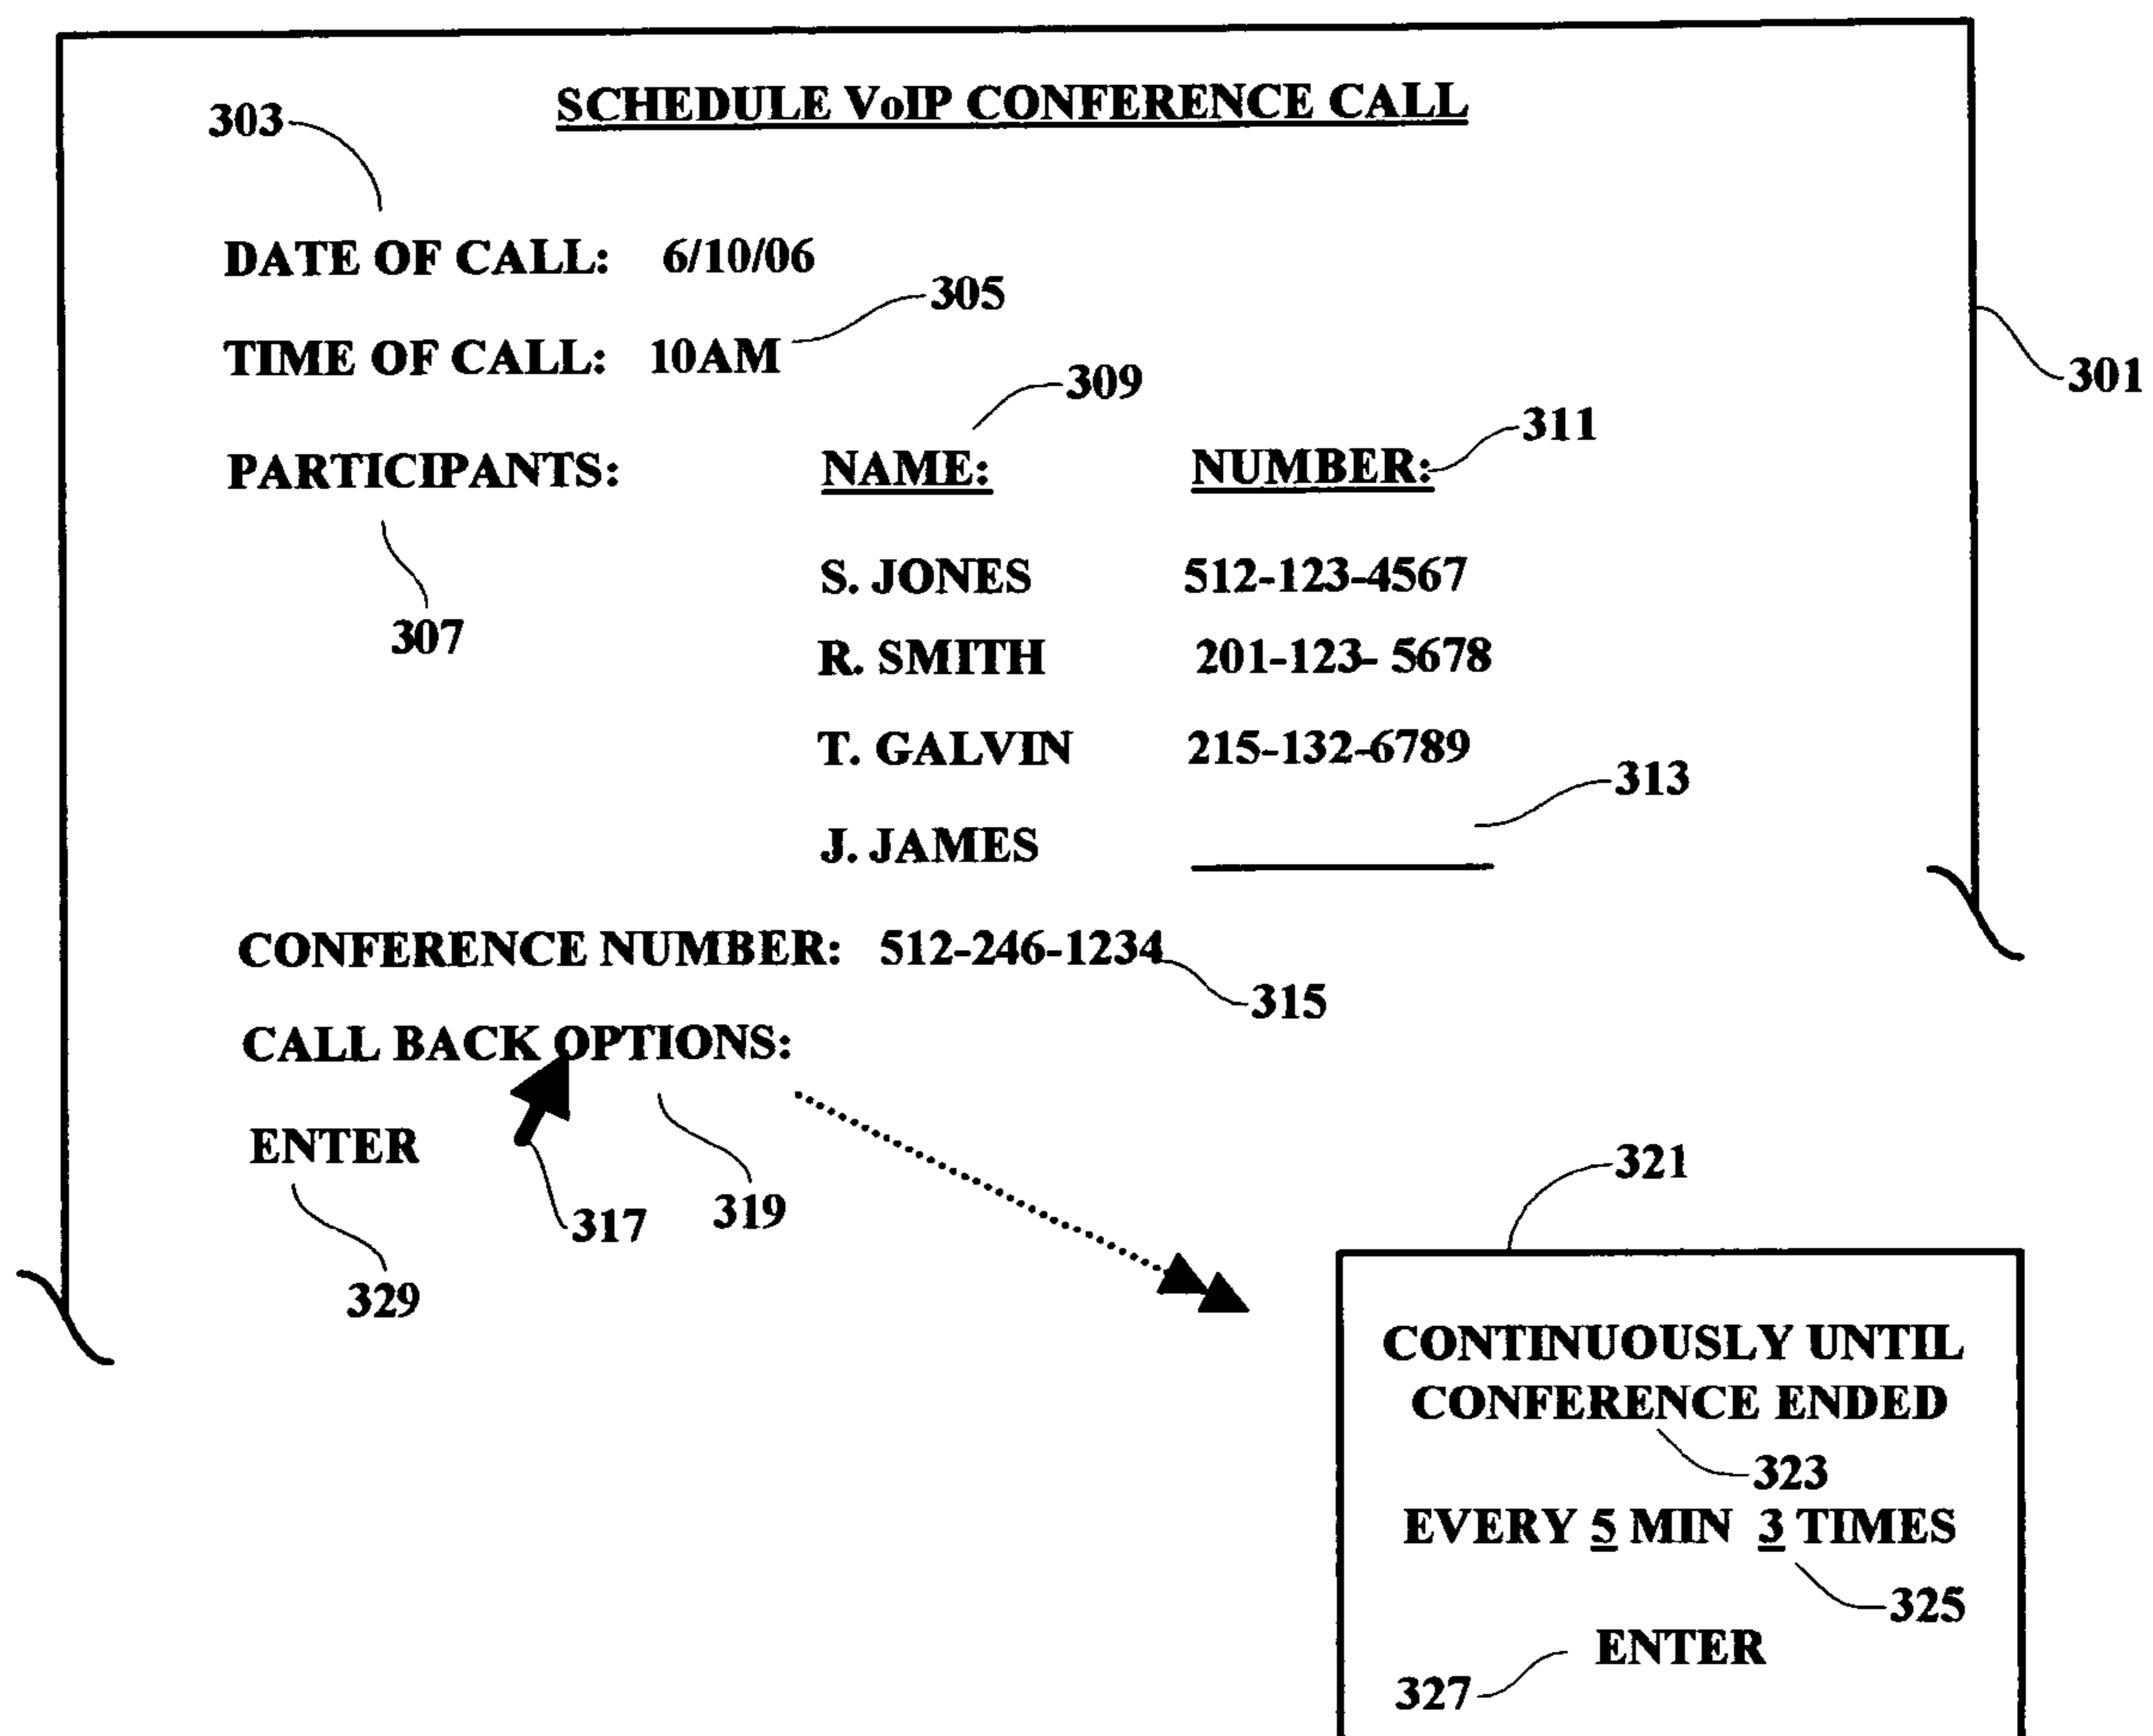 SCHEDULE VoIP CONFERENCE CALL
303
DATE OF CALL: 6/10/06
305
TIME OF CALL: 10AM
301
309
311
PARTICIPANTS: NAME: NUMBER:
S. JONES 512-123-4567
307
R. SMITH 201-123- 5678
T. GALVIN 215-132-6789
313
J. JAMES
CONFERENCE NUMBER: 512-246-1234
315
CALL BACK OPTIONS:
ENTER
317
319
329
321
CONTINUOUSLY UNTIL
CONFERENCE ENDED
323
EVERY 5 MIN 3 TIMES
325
ENTER
327